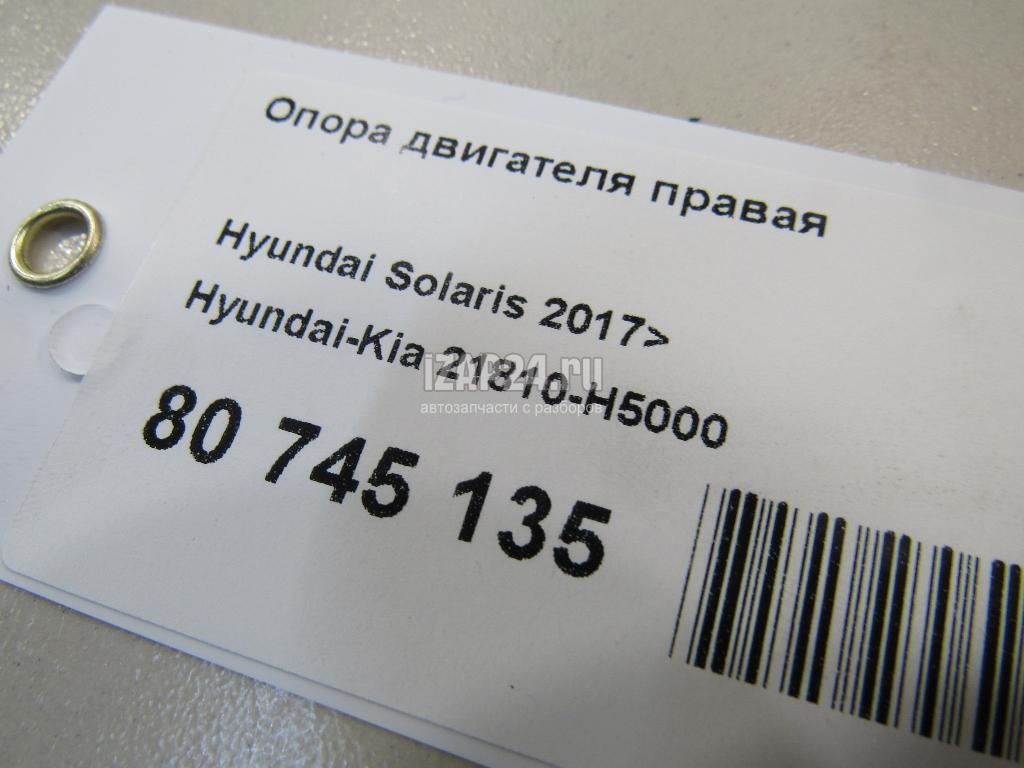 Опора двигателя правая
Hyundai Solaris 2017>
Hyundai-Kia 21810-H5000
iZAP24.ru
автозапчасти с разборов
80 745 135